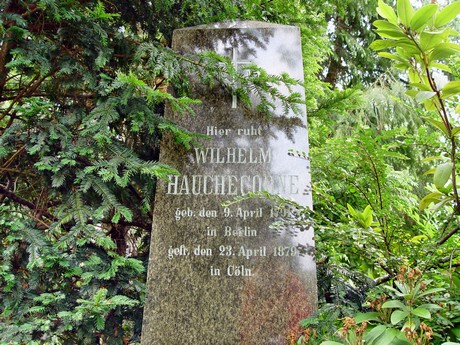 Hier ruht
WILHELM
HAUCHECORNE
geb. den 9. April
in Berlin
gest. den 23. April 1879
in Cöln.